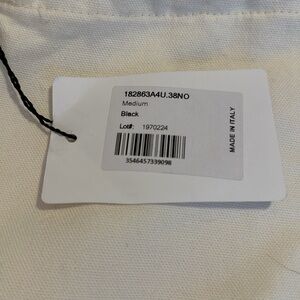 182863A4U.38NO
Medium
Black
Lot#: 1970224
3546457339098
MADE IN ITALY